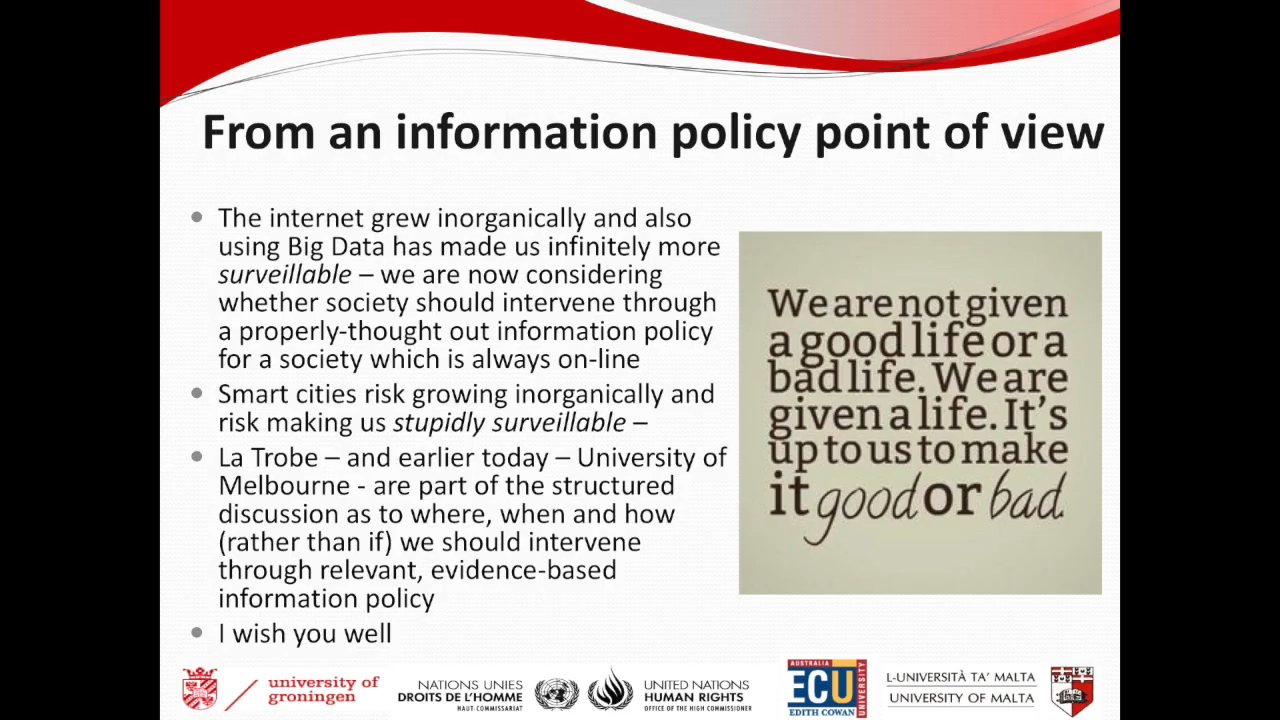 From an information policy point of view
The internet grew inorganically and also
using Big Data has made us infinitely more
surveillable – we are now considering
whether society should intervene through
a properly-thought out information policy
for a society which is always on-line
Smart cities risk growing inorganically and
risk making us stupidly surveillable –
La Trobe – and earlier today – University of
Melbourne - are part of the structured
discussion as to where, when and how
(rather than if) we should intervene
through relevant, evidence-based
information policy
I wish you well
We are not given
a good life or a
bad life. We are
given a life. It's
up to us to make
it good or bad.
university of
groningen
NATIONS UNIES
DROITS DE L'HOMME
HAUT-COMMISSARIAT
UNITED NATIONS
HUMAN RIGHTS
OFFICE OF THE HIGH COMMISSIONER
AUSTRALIA
ECU
EDITH COWAN
UNIVERSITY
L-UNIVERSITÀ TA' MALTA
UNIVERSITY OF MALTA